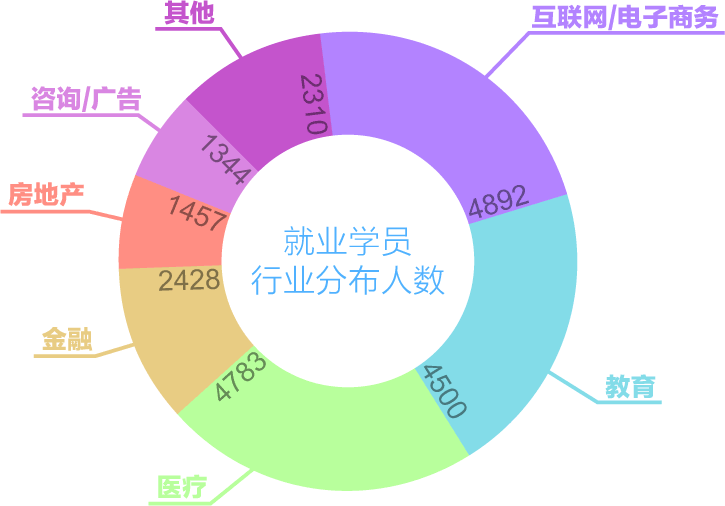 其他
互联网/电子商务
咨询/广告
2310
1344
房地产
1457
4892
就业学员
行业分布人数
2428
金融
4783
4500
教育
医疗